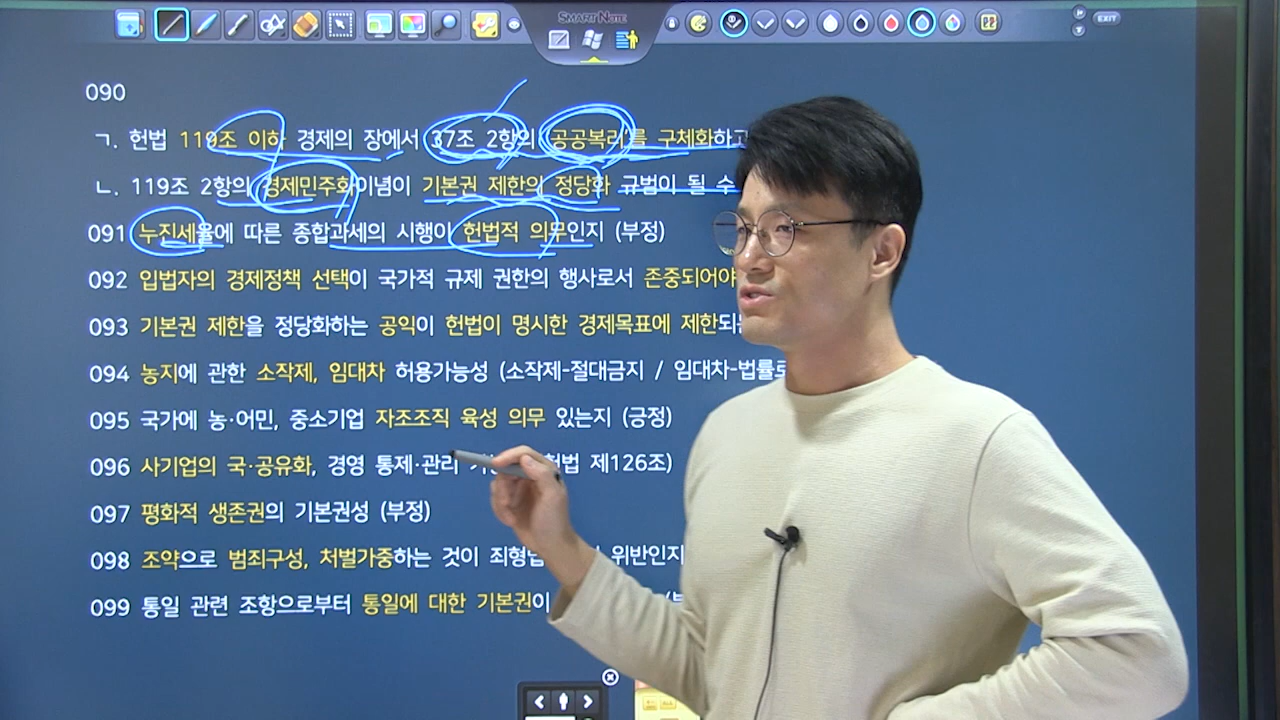 SMART NOTE
EXIT
090
ㄱ. 헌법 119조 이하 경제의 장에서 37조 2항의 '공공복리'를 구체화하고
ㄴ. 119조 2항의 경제민주화이념이 기본권 제한의 정당화 규범이 될 수
091 누진세율에 따른 종합과세의 시행이 헌법적 의무인지 (부정)
092 입법자의 경제정책 선택이 국가적 규제 권한의 행사로서 존중되어야
093 기본권 제한을 정당화하는 공익이 헌법이 명시한 경제목표에 제한되
094 농지에 관한 소작제, 임대차 허용가능성 (소작제-절대금지 / 임대차-법률로
095 국가에 농·어민, 중소기업 자조조직 육성 의무 있는지 (긍정)
096 사기업의 국·공유화, 경영 통제·관리 헌법 제126조)
097 평화적 생존권의 기본권성 (부정)
098 조약으로 범죄구성, 처벌가중하는 것이 죄형법 위반인지
099 통일 관련 조항으로부터 통일에 대한 기본권이